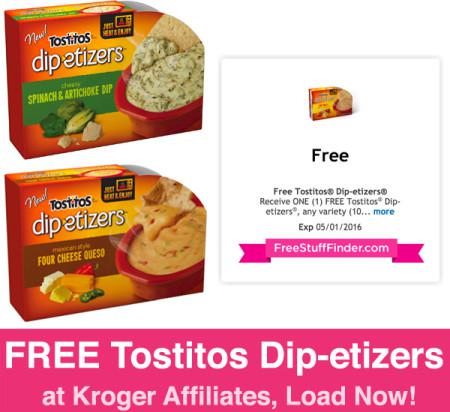 New!
TOSTITOS
dip-etizers
JUST
HEAT & ENJOY
cheesy
SPINACH & ARTICHOKE DIP
New!
TOSTITOS
dip-etizers
JUST
HEAT & ENJOY
mexican style
FOUR CHEESE QUESO
Free
Free Tostitos® Dip-etizers®
Receive ONE (1) FREE Tostitos® Dip-
etizers®, any variety (10... more
Exp 05/01/2016
FreeStuffFinder.com
FREE Tostitos Dip-etizers
at Kroger Affiliates, Load Now!